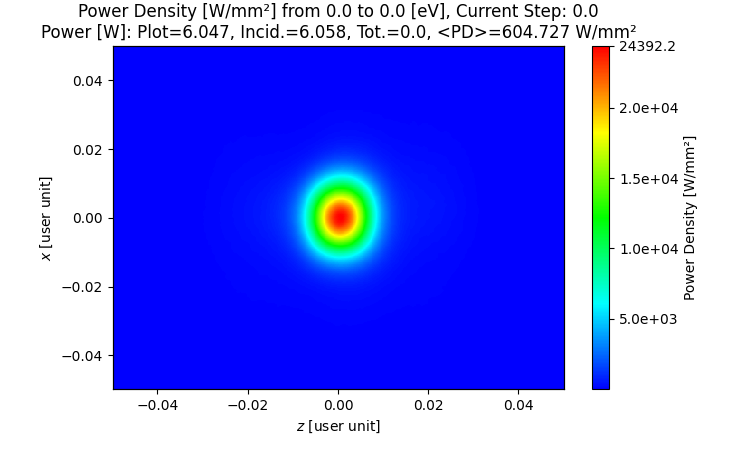 Power Density [W/mm²] from 0.0 to 0.0 [eV], Current Step: 0.0
Power [W]: Plot=6.047, Incid.=6.058, Tot.=0.0, <PD>=604.727 W/mm²
24392.2
2.0e+04
1.5e+04
1.0e+04
5.0e+03
Power Density [W/mm²]
0.04
0.02
0.00
−0.02
−0.04
x [user unit]
−0.04 −0.02 0.00 0.02 0.04
z [user unit]